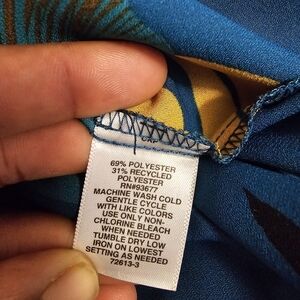 69% POLYESTER
31% RECYCLED
POLYESTER
RN#93677
MACHINE WASH COLD
GENTLE CYCLE
WITH LIKE COLORS
USE ONLY NON-
CHLORINE BLEACH
WHEN NEEDED
TUMBLE DRY LOW
IRON ON LOWEST
SETTING AS NEEDED
72613-3